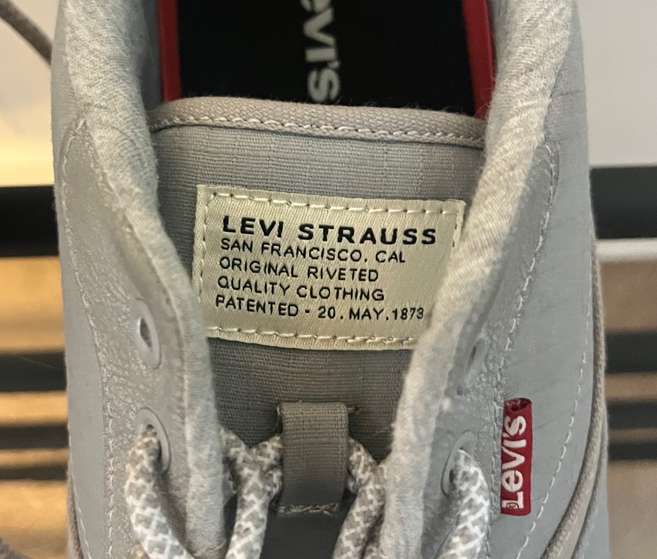 LEVI'S
LEVI STRAUSS
SAN FRANCISCO, CAL
ORIGINAL RIVETED
QUALITY CLOTHING
PATENTED - 20. MAY. 1873
Levi's